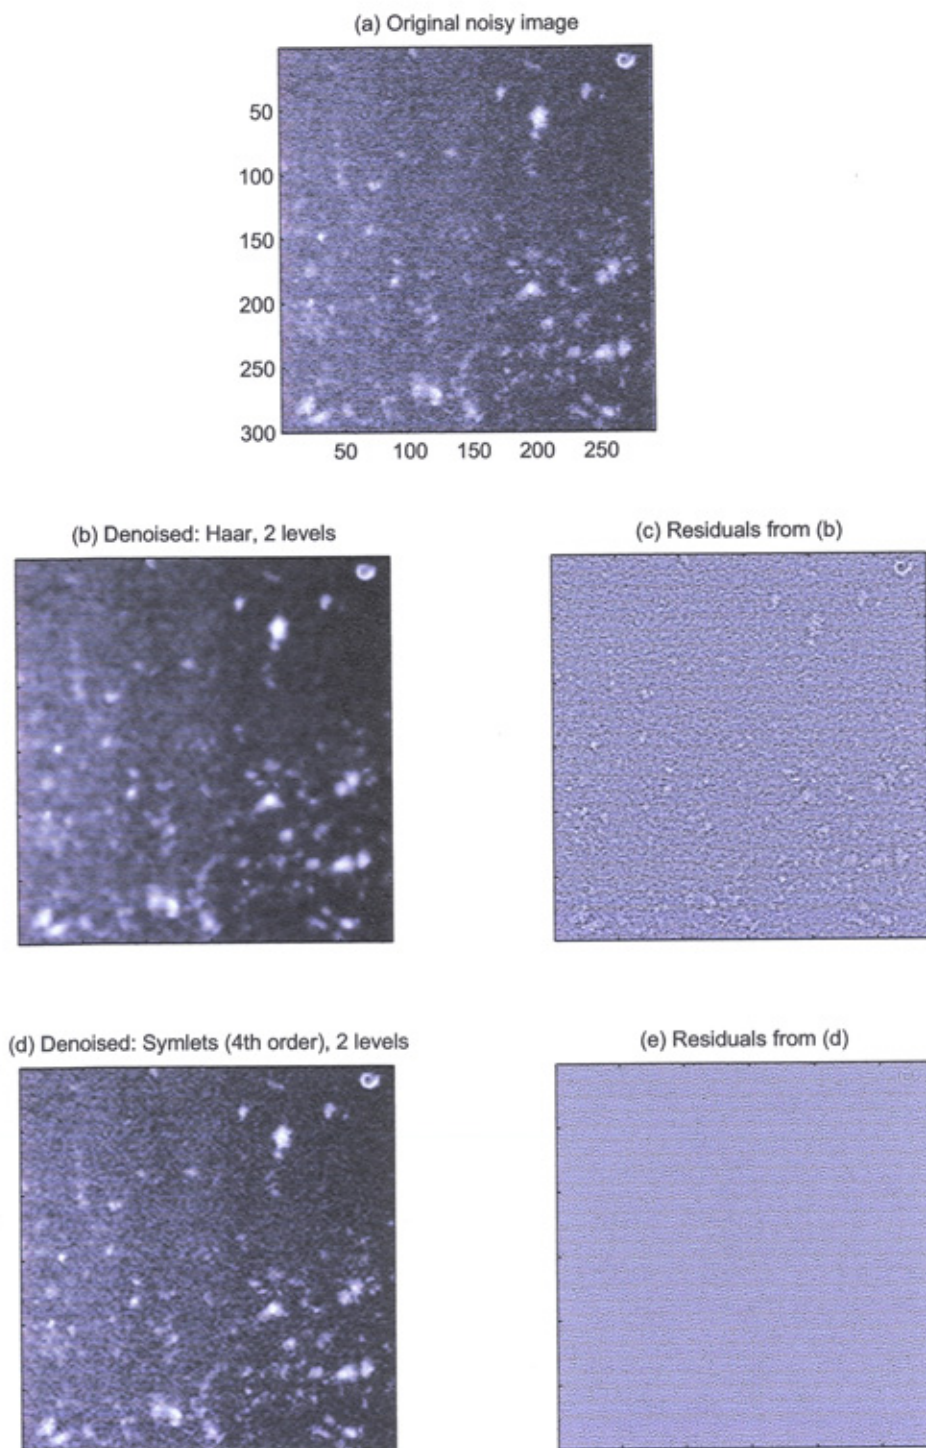 (a) Original noisy image
50
100
150
200
250
300
50 100 150 200 250
(b) Denoised: Haar, 2 levels
(c) Residuals from (b)
(d) Denoised: Symlets (4th order), 2 levels
(e) Residuals from (d)